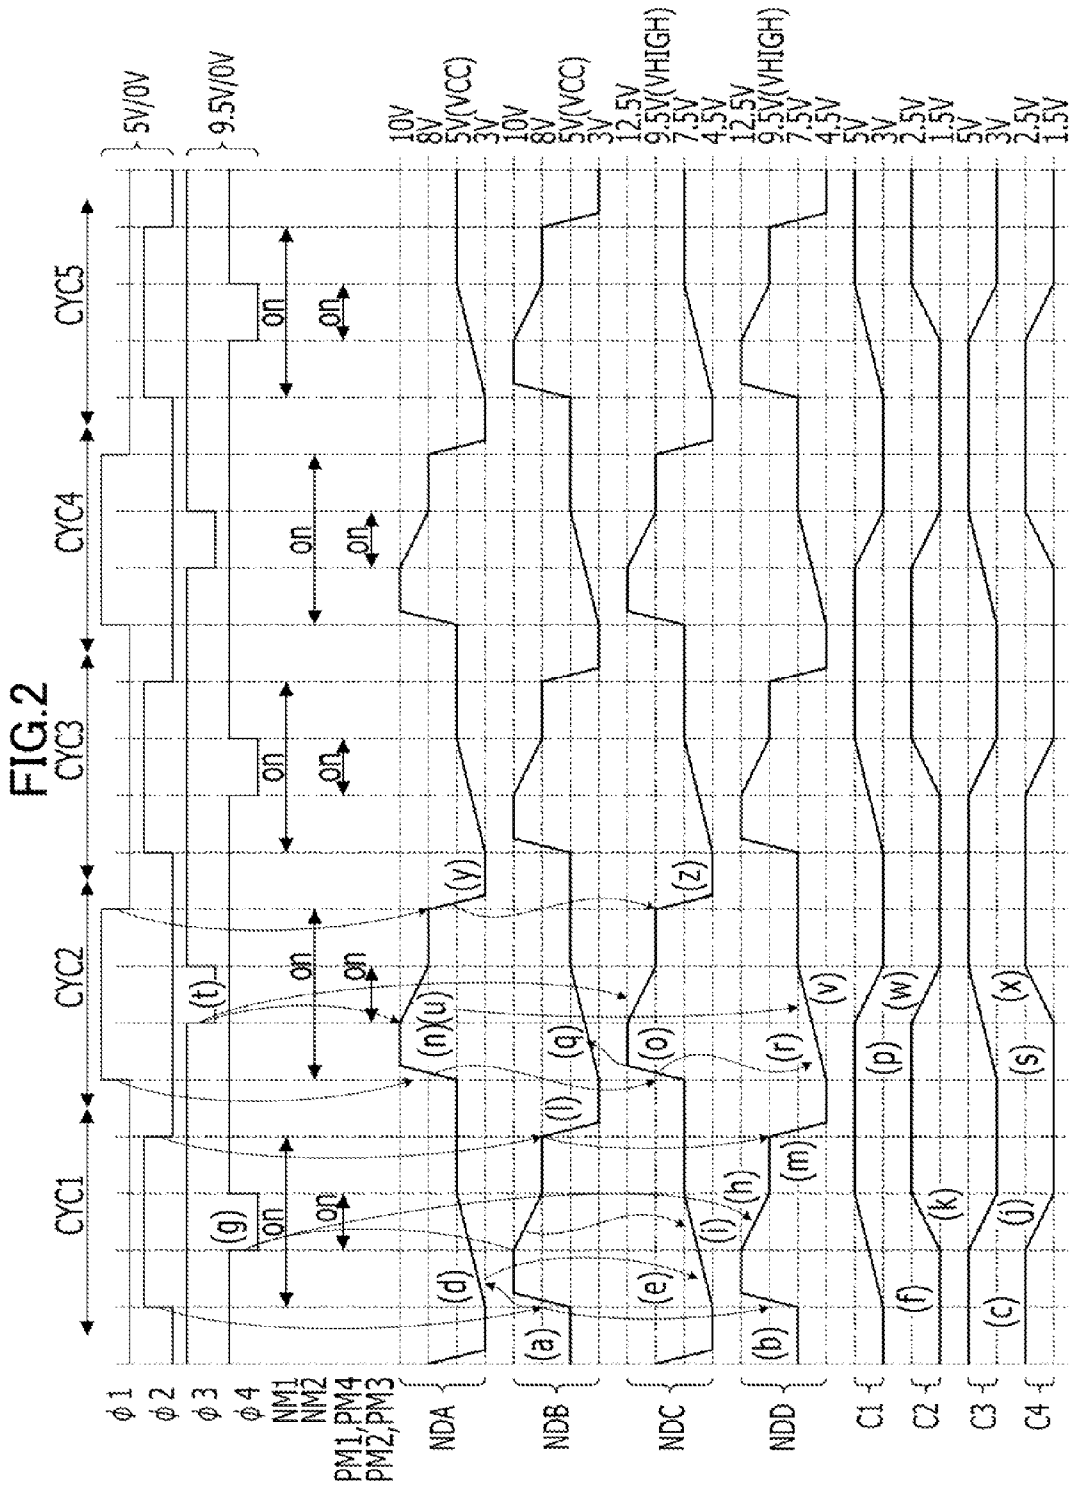 FIG.2
CYC1 CYC2 CYC3 CYC4 CYC5
φ1
φ2
5V/0V
φ3 (t)
φ4 (g)
9.5V/0V
NM1 on on on
NM2 on on
PM1,PM4 on on on
PM2,PM3 on on
NDA (d) (n)(u) (y)
10V
8V
5V(VCC)
3V
NDB (a) (l) (q)
10V
8V
5V(VCC)
3V
NDC (e) (i) (o) (z)
12.5V
9.5V(VHIGH)
7.5V
4.5V
NDD (b) (h) (m) (r) (v)
12.5V
9.5V(VHIGH)
7.5V
4.5V
C1 (p)
5V
3V
C2 (f) (k) (w)
2.5V
1.5V
C3 (c) (j)
5V
3V
C4 (s) (x)
2.5V
1.5V